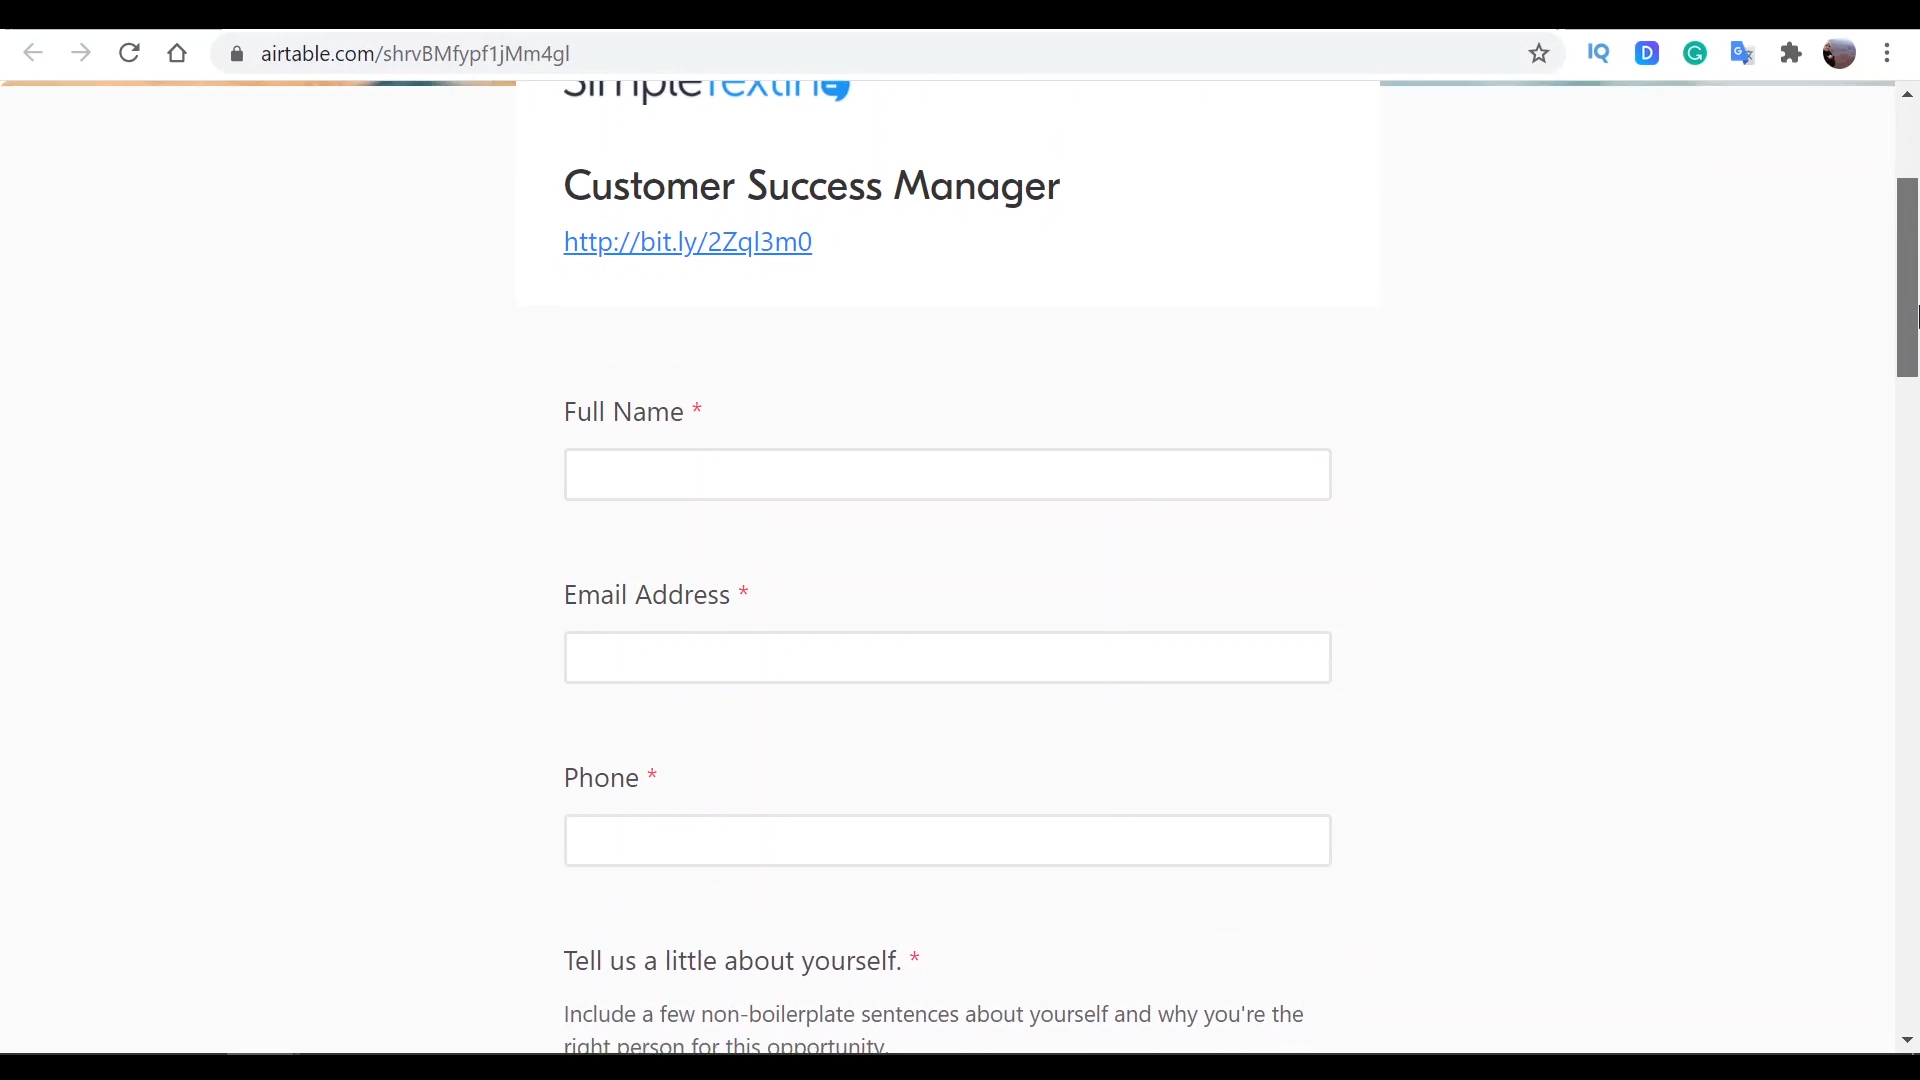 airtable.com/shrvBMfypf1jMm4gl
IQ
D
G
SimpleTexting
Customer Success Manager
http://bit.ly/2Zql3m0
Full Name *
Email Address *
Phone *
Tell us a little about yourself. *
Include a few non-boilerplate sentences about yourself and why you're the
right person for this opportunity.